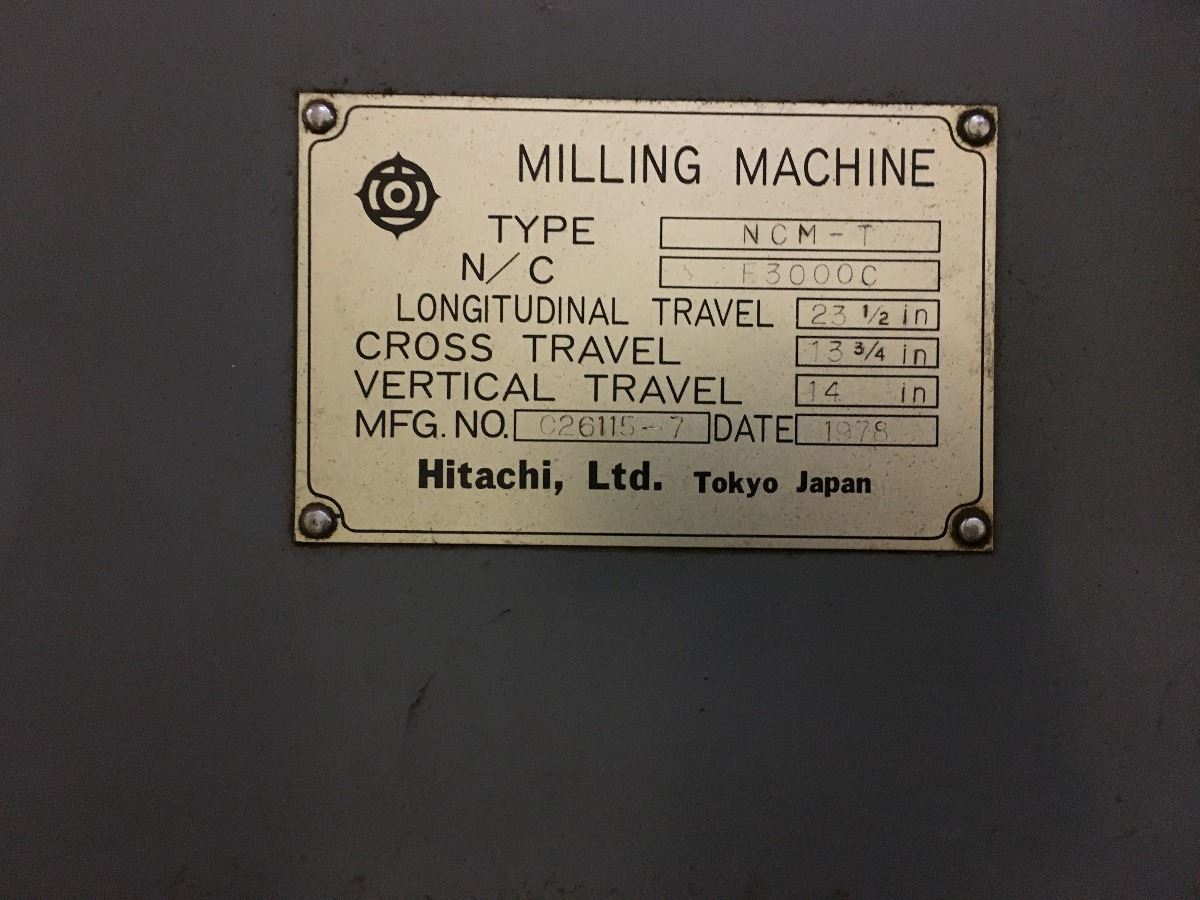 MILLING MACHINE
TYPE NCM-T
N/C F3000C
LONGITUDINAL TRAVEL 23 1/2 in
CROSS TRAVEL 13 3/4 in
VERTICAL TRAVEL 14 in
MFG. NO. C26115-7 DATE 1978
Hitachi, Ltd. Tokyo Japan